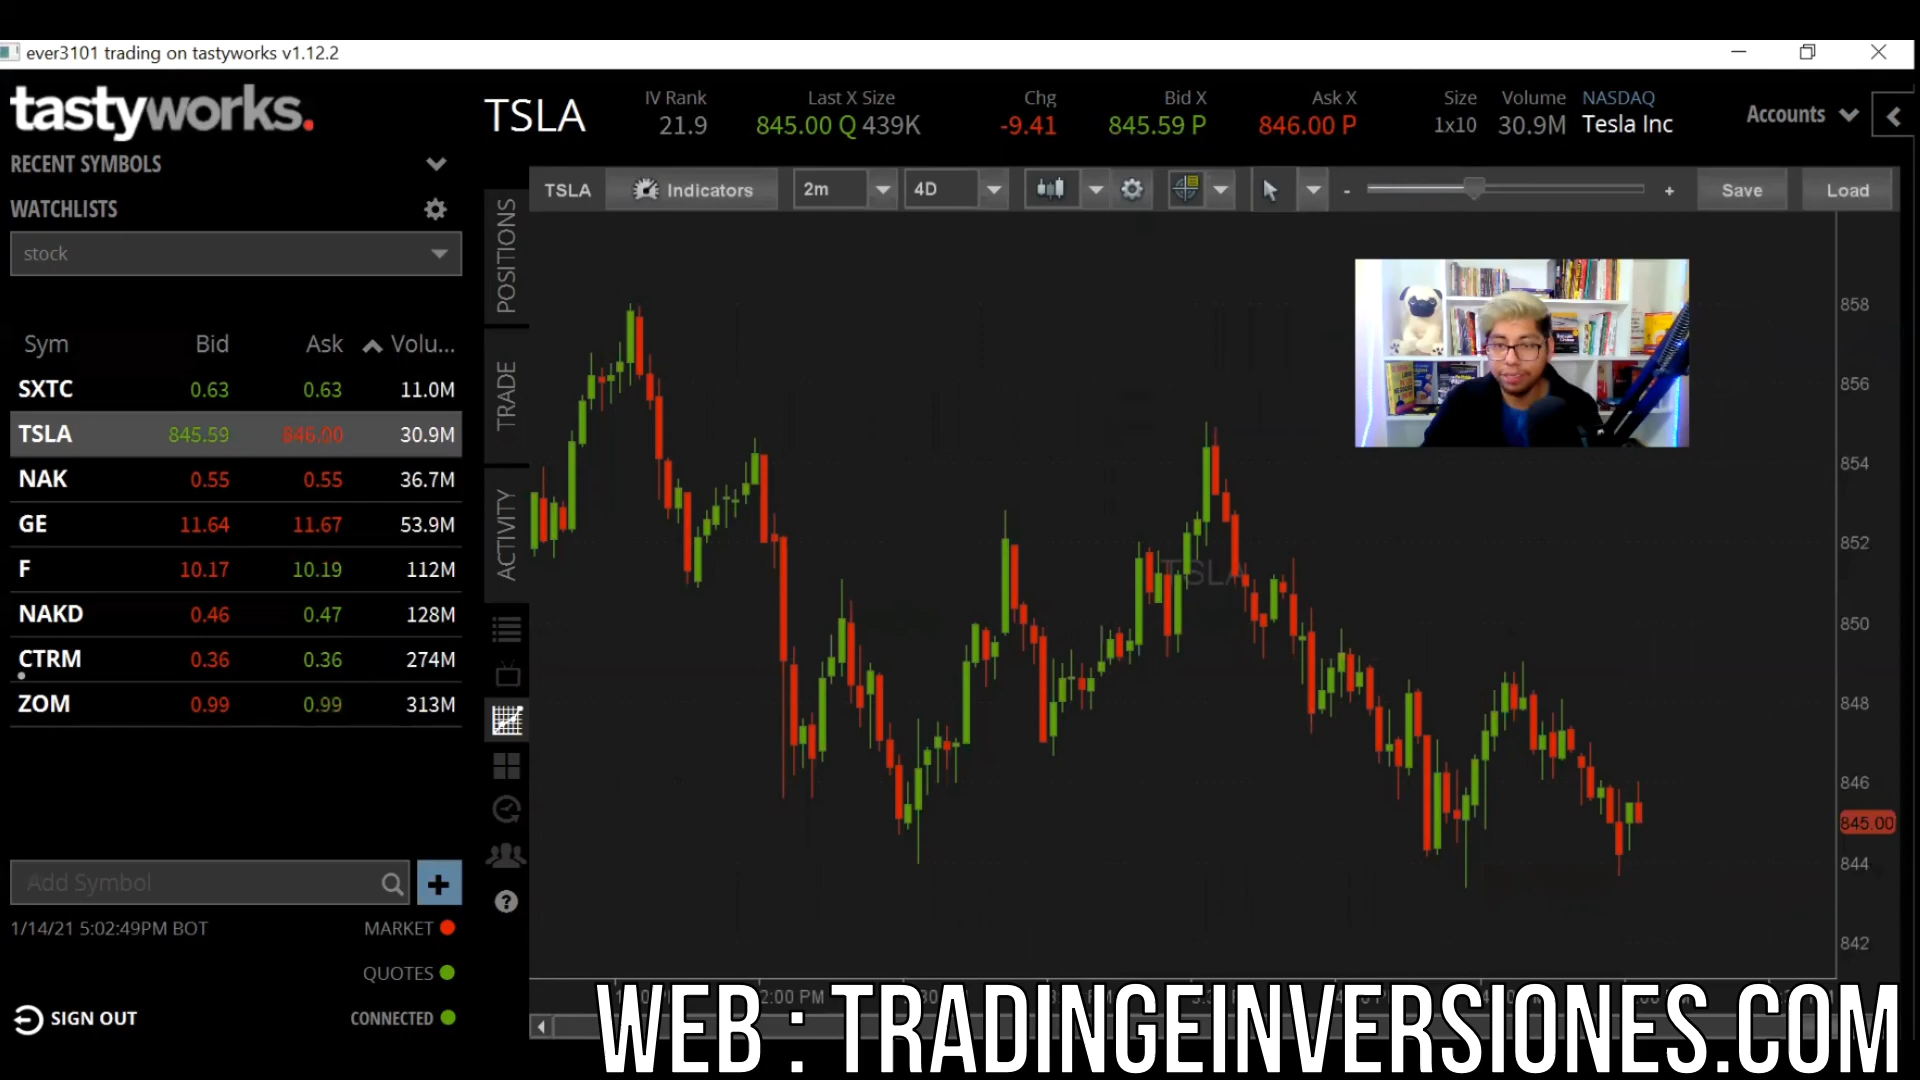 ever3101 trading on tastyworks v1.12.2
tastyworks.
RECENT SYMBOLS
WATCHLISTS
stock
Sym Bid Ask Volu...
SXTC 0.63 0.63 11.0M
TSLA 845.59 846.00 30.9M
NAK 0.55 0.55 36.7M
GE 11.64 11.67 53.9M
F 10.17 10.19 112M
NAKD 0.46 0.47 128M
CTRM 0.36 0.36 274M
ZOM 0.99 0.99 313M
Add Symbol
1/14/21 5:02:49PM BOT MARKET
QUOTES
SIGN OUT CONNECTED
POSITIONS
TRADE
ACTIVITY
TSLA
IV Rank Last X Size Chg Bid X Ask X Size Volume NASDAQ
21.9 845.00 Q 439K -9.41 845.59 P 846.00 P 1x10 30.9M Tesla Inc
Accounts
TSLA Indicators 2m 4D - + Save Load
TSLA
858
856
854
852
850
848
846
845.00
844
842
2:00 PM
WEB : TRADINGEINVERSIONES.COM